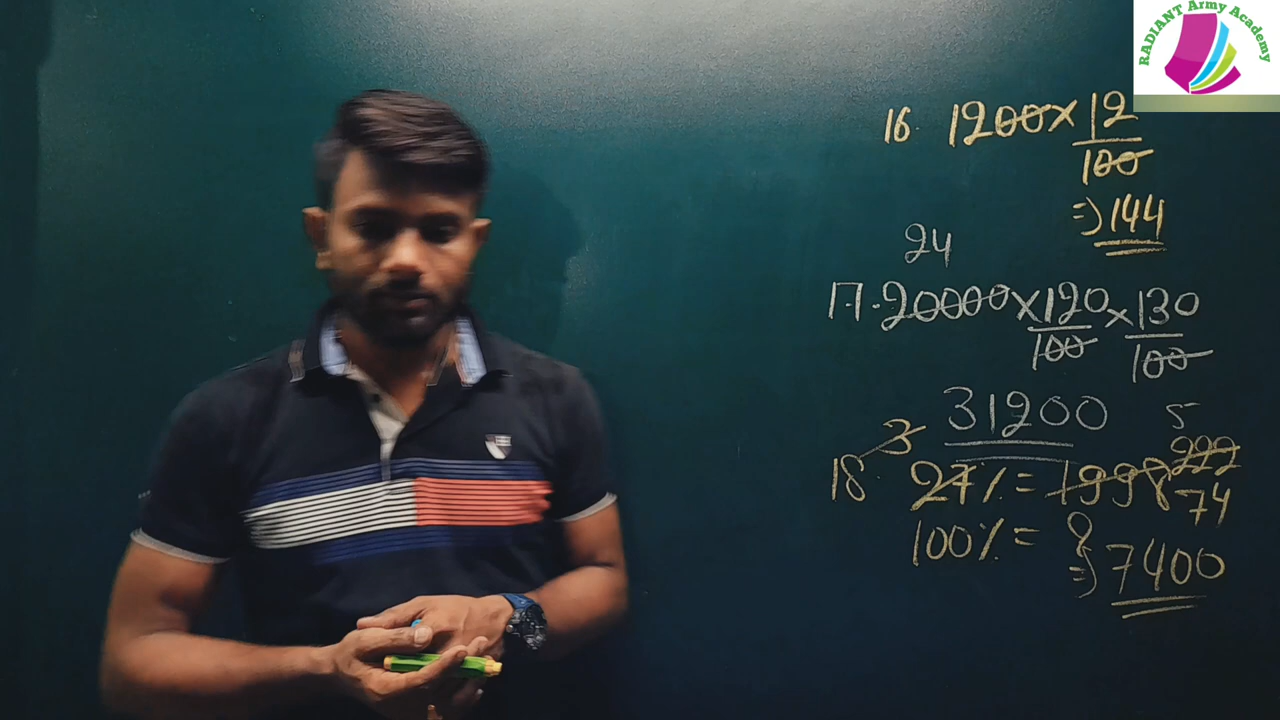 RADIANT Army Academy
16. 1200 × 12/100
=) 144
24
17. 20000 × 120/100 × 130/100
31200
3 5
18. 27% = 1998 222
74
100% = ?
=) 7400